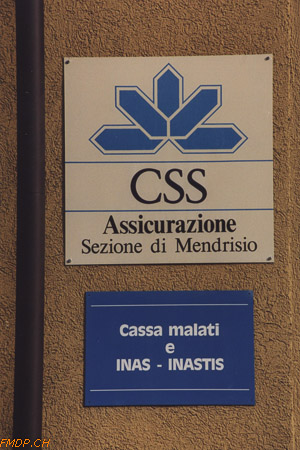 CSS
Assicurazione
Sezione di Mendrisio
Cassa malati
e
INAS - INASTIS
FMDP.CH